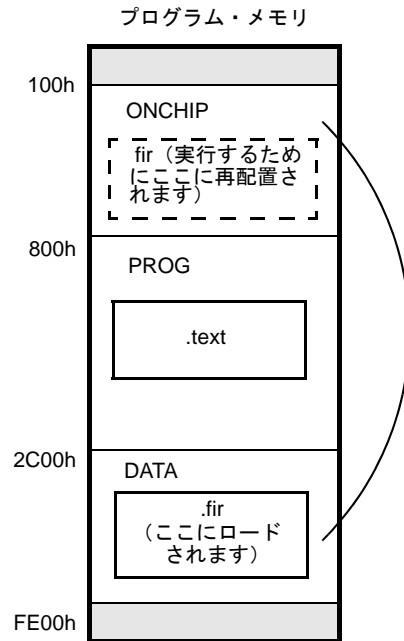 プログラム・メモリ
100h
ONCHIP
fir（実行するため
にここに再配置さ
れます）
800h
PROG
.text
2C00h
DATA
.fir
（ここにロード
されます）
FE00h